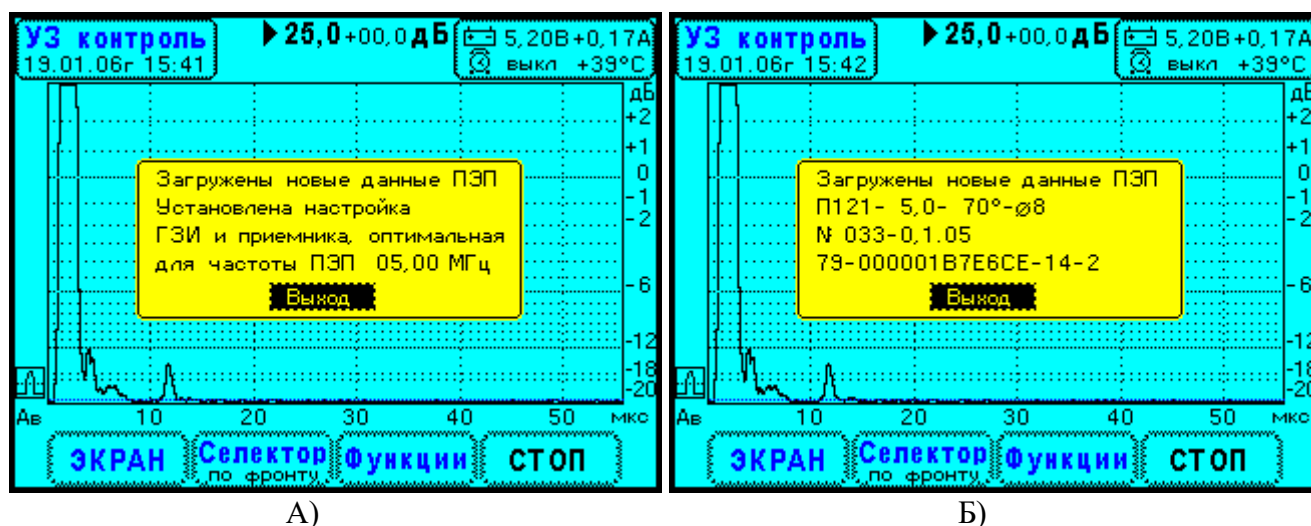 УЗ контроль
19.01.06г 15:41
25,0+00,0дБ
5,20В+0,17А
выкл +39°С
дБ
+2
+1
0
-1
-2
-6
-12
-18
-20
Загружены новые данные ПЭП
Установлена настройка
ГЗИ и приемника, оптимальная
для частоты ПЭП 05,00 МГц
Выход
Ав 10 20 30 40 50 мкс
ЭКРАН Селектор по фронту Функции СТОП
А)
УЗ контроль
19.01.06г 15:42
25,0+00,0дБ
5,20В+0,17А
выкл +39°С
дБ
+2
+1
0
-1
-2
-6
-12
-18
-20
Загружены новые данные ПЭП
П121- 5,0- 70°-⌀8
N 033-0,1.05
79-000001B7E6CE-14-2
Выход
Ав 10 20 30 40 50 мкс
ЭКРАН Селектор по фронту Функции СТОП
Б)